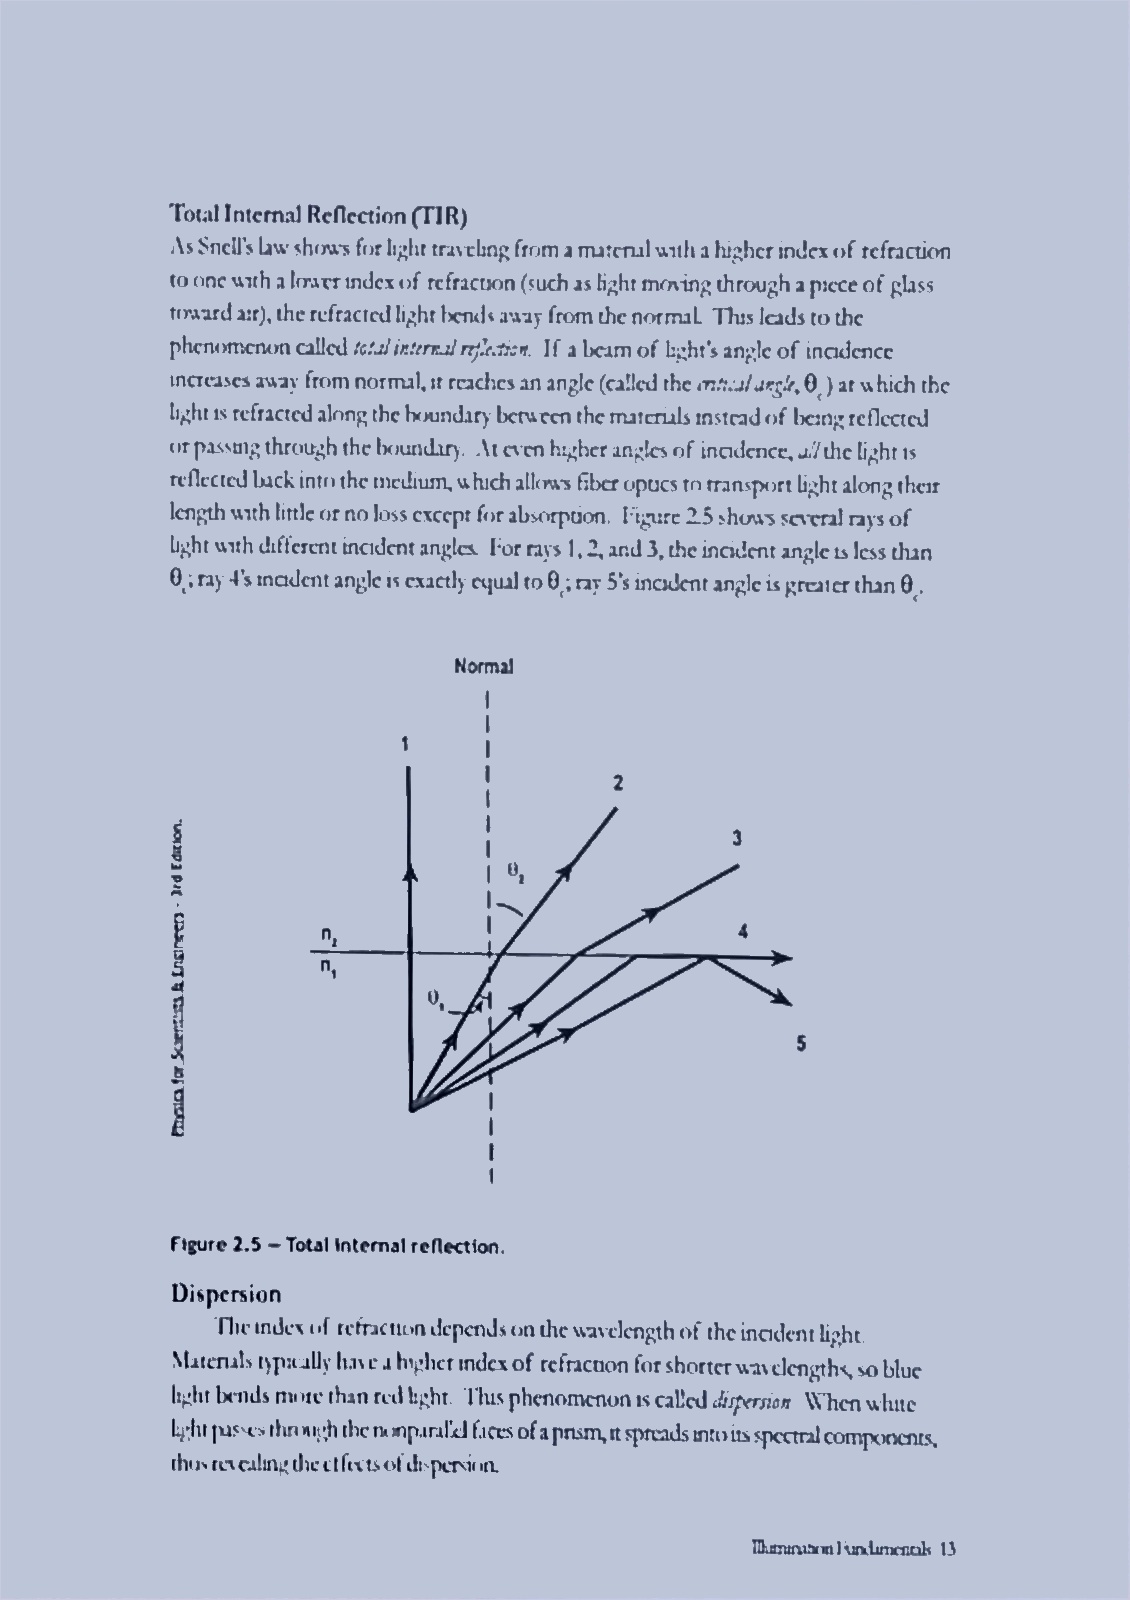 Total Internal Reflection (TIR)
As Snell's law shows for light traveling from a material with a higher index of refraction
to one with a lower index of refraction (such as light moving through a piece of glass
toward air), the refracted light bends away from the normal. This leads to the
phenomenon called total internal reflection. If a beam of light's angle of incidence
increases away from normal, it reaches an angle (called the critical angle, θc) at which the
light is refracted along the boundary between the materials instead of being reflected
or passing through the boundary. At even higher angles of incidence, all the light is
reflected back into the medium, which allows fiber optics to transport light along their
length with little or no loss except for absorption. Figure 2.5 shows several rays of
light with different incident angles. For rays 1, 2, and 3, the incident angle is less than
θc; ray 4's incident angle is exactly equal to θc; ray 5's incident angle is greater than θc.
Normal
1
2
3
θ2
n2
4
n1
θ1
5
Physics for Scientists & Engineers - 3rd Edition.
Figure 2.5 – Total internal reflection.
Dispersion
The index of refraction depends on the wavelength of the incident light.
Materials typically have a higher index of refraction for shorter wavelengths, so blue
light bends more than red light. This phenomenon is called dispersion. When white
light passes through the nonparallel faces of a prism, it spreads into its spectral components,
thus revealing the effects of dispersion.
Illumination Fundamentals 13